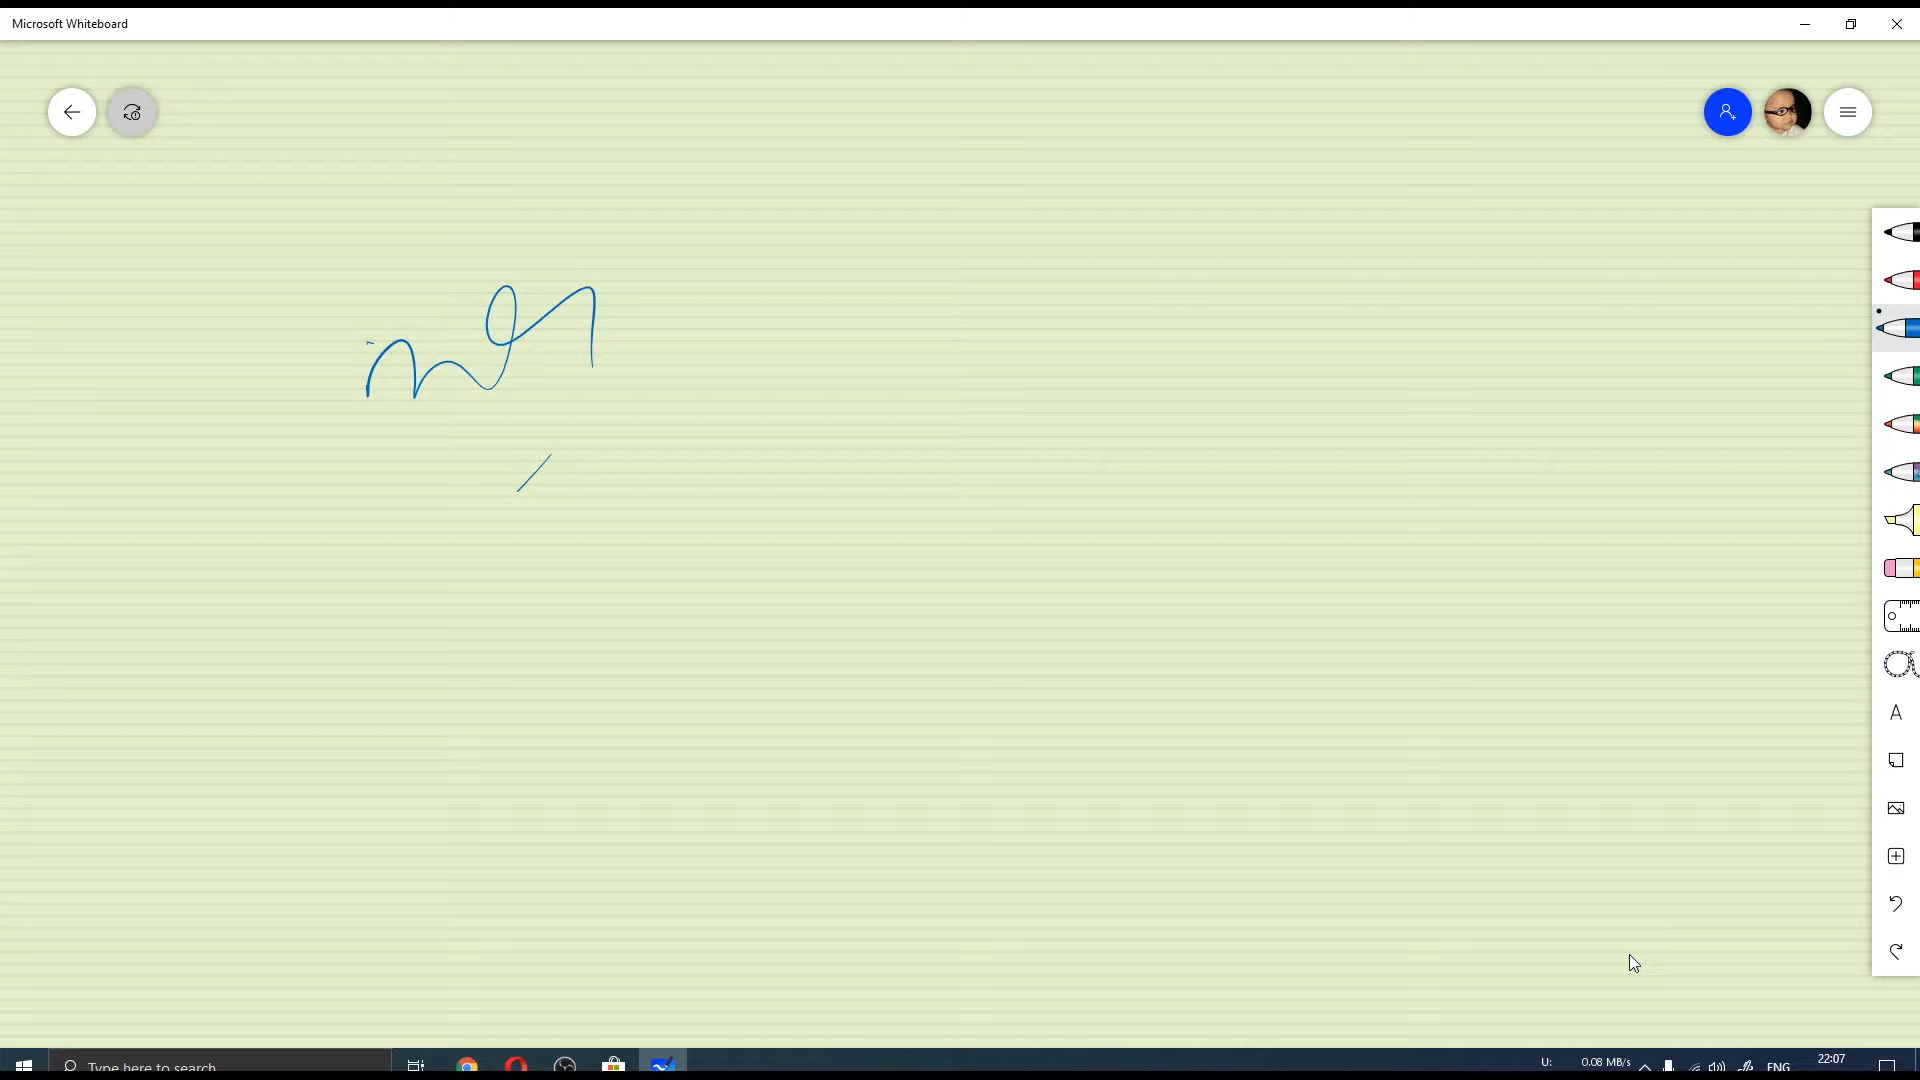 Microsoft Whiteboard
A
Type here to search
U: 0.08 MB/s
ENG
22:07